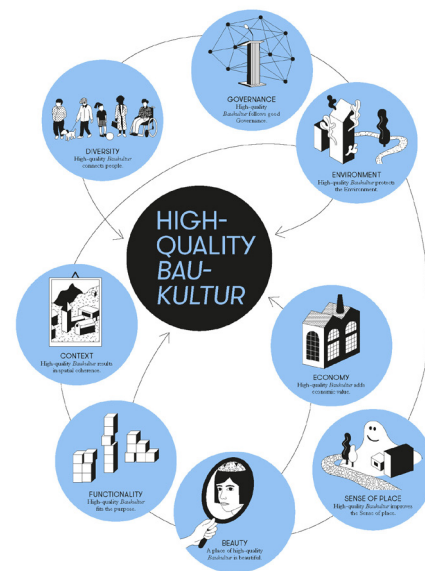 GOVERNANCE
High-quality
Baukultur follows good
Governance.
DIVERSITY
High-quality Baukultur
connects people.
ENVIRONMENT
High-quality Baukultur protects
the Environment.
HIGH-
QUALITY
BAU-
KULTUR
CONTEXT
High-quality Baukultur results
in spatial coherence.
ECONOMY
High-quality Baukultur adds
economic value.
FUNCTIONALITY
High-quality Baukultur
fits the purpose.
SENSE OF PLACE
High-quality Baukultur improves
the Sense of place.
BEAUTY
A place of high-quality
Baukultur is beautiful.